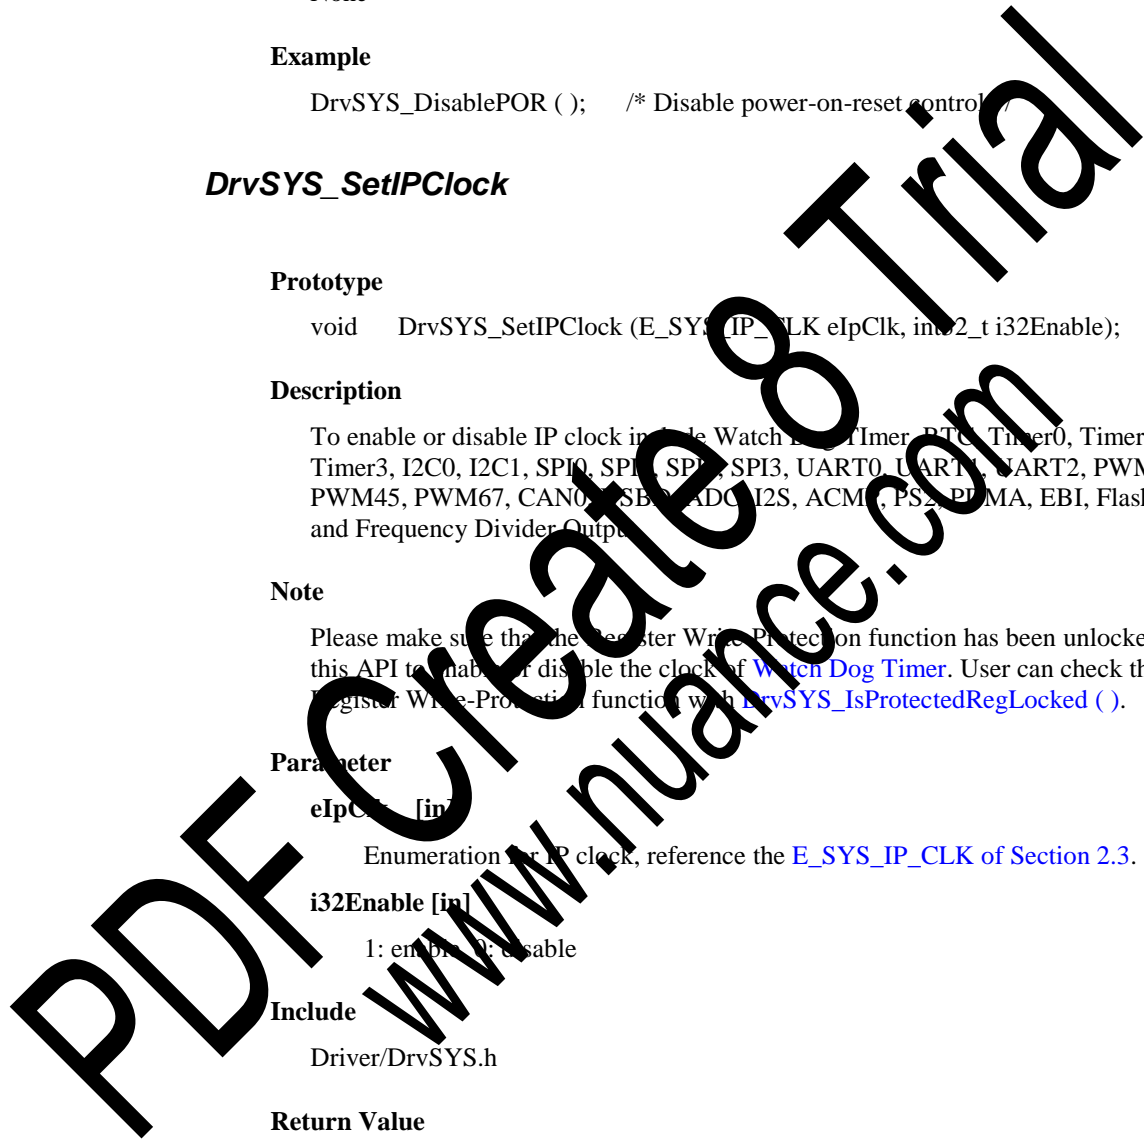 None
Example
DrvSYS_DisablePOR ( ); /* Disable power-on-reset control */
DrvSYS_SetIPClock
Prototype
void DrvSYS_SetIPClock (E_SYS_IP_CLK eIpClk, int32_t i32Enable);
Description
To enable or disable IP clock include Watch Dog TImer, RTC, Timer0, Timer
Timer3, I2C0, I2C1, SPI0, SPI1, SPI2, SPI3, UART0, UART1, UART2, PWM
PWM45, PWM67, CAN0, USBD, ADC, I2S, ACMP, PS2, PDMA, EBI, Flas
and Frequency Divider Output.
Note
Please make sure that the Register Write-Protection function has been unlocke
this API to enable or disable the clock of Watch Dog Timer. User can check th
Register Write-Protection function with DrvSYS_IsProtectedRegLocked ( ).
Parameter
eIpClk [in]
Enumeration for IP clock, reference the E_SYS_IP_CLK of Section 2.3.
i32Enable [in]
1: enable 0: disable
Include
Driver/DrvSYS.h
Return Value
PDF Create 8 Trial
www.nuance.com